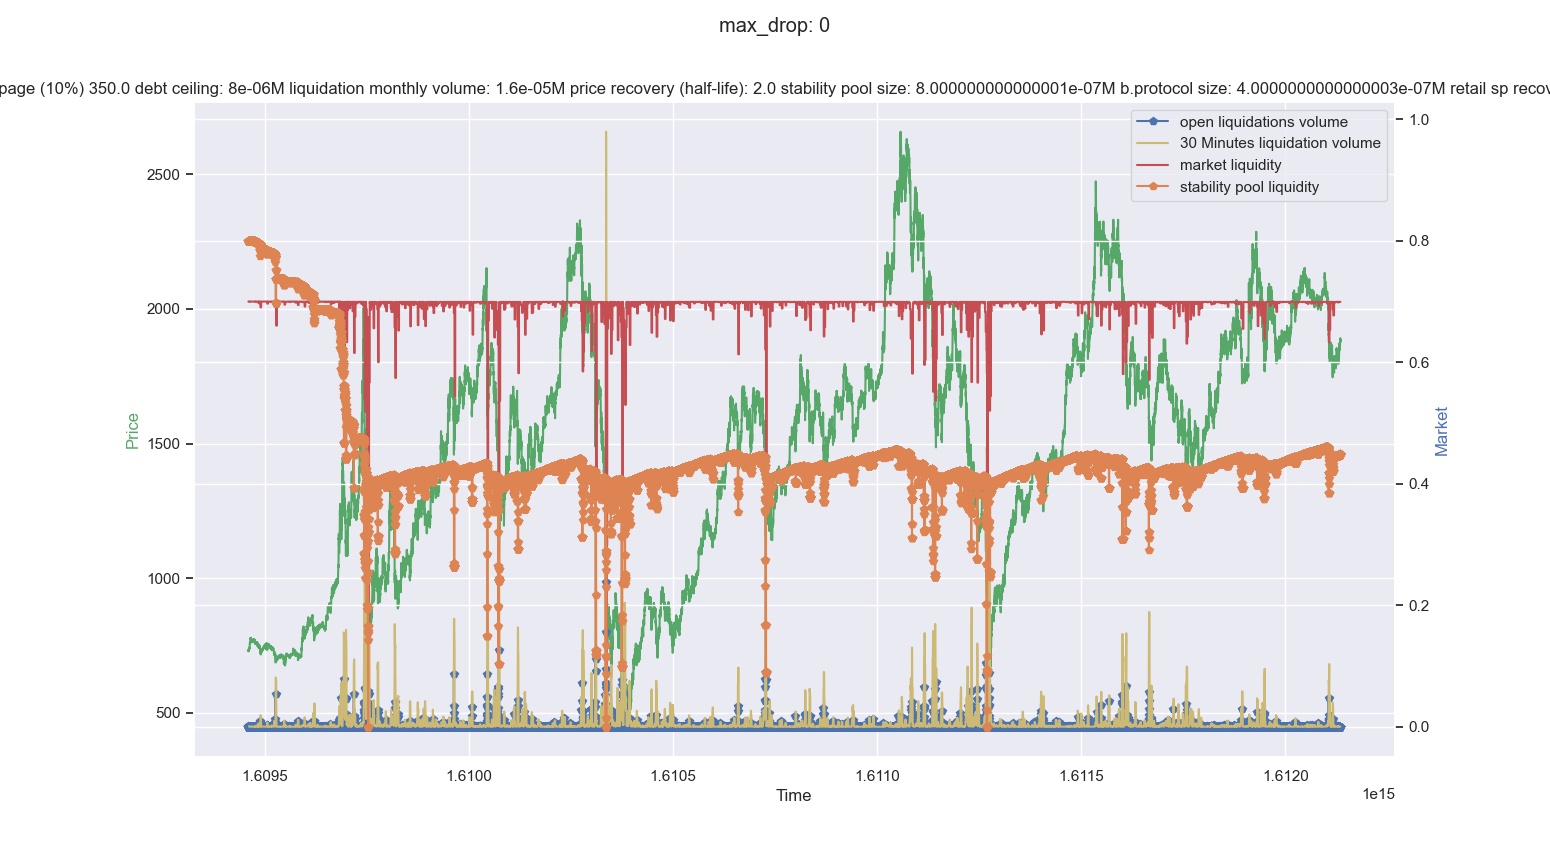 max_drop: 0
page (10%) 350.0 debt ceiling: 8e-06M liquidation monthly volume: 1.6e-05M price recovery (half-life): 2.0 stability pool size: 8.000000000000001e-07M b.protocol size: 4.0000000000000003e-07M retail sp recov
open liquidations volume
30 Minutes liquidation volume
market liquidity
stability pool liquidity
2500
2000
1500
1000
500
Price
1.0
0.8
0.6
0.4
0.2
0.0
Market
1.6095 1.6100 1.6105 1.6110 1.6115 1.6120
Time
1e15